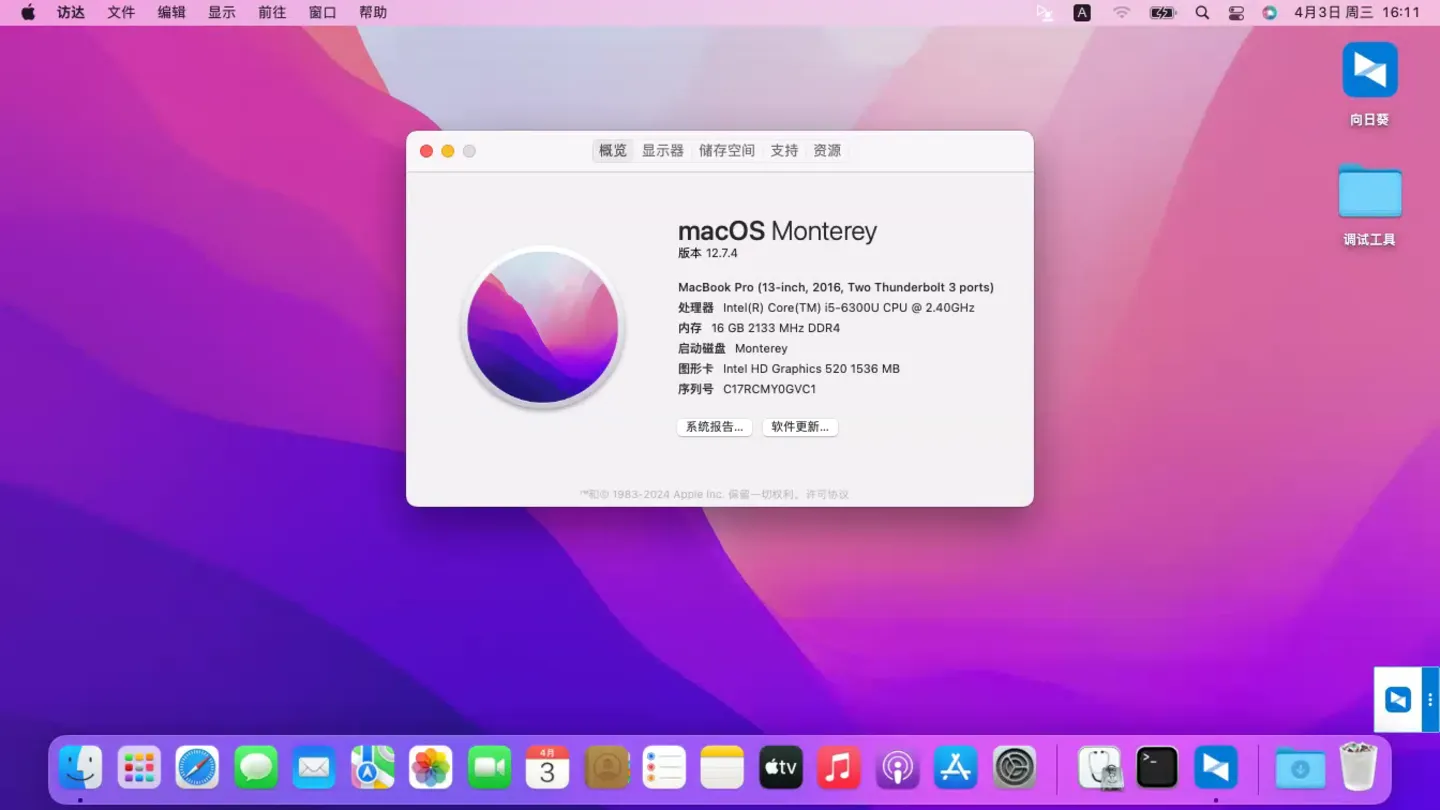 访达 文件 编辑 显示 前往 窗口 帮助 A 4月3日 周三 16:11
向日葵
调试工具
概览 显示器 储存空间 支持 资源
macOS Monterey
版本 12.7.4
MacBook Pro (13-inch, 2016, Two Thunderbolt 3 ports)
处理器 Intel(R) Core(TM) i5-6300U CPU @ 2.40GHz
内存 16 GB 2133 MHz DDR4
启动磁盘 Monterey
图形卡 Intel HD Graphics 520 1536 MB
序列号 C17RCMY0GVC1
系统报告... 软件更新...
™和© 1983-2024 Apple Inc. 保留一切权利。许可协议
4月
3
tv
>_